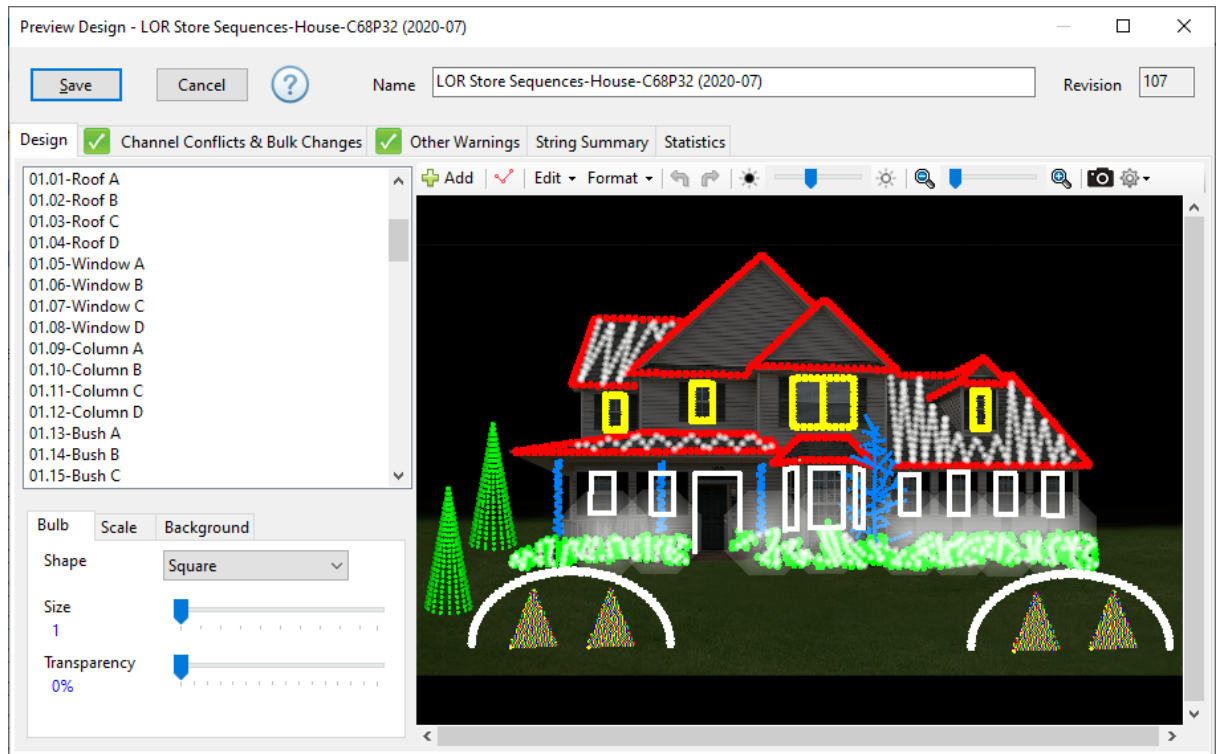 Preview Design - LOR Store Sequences-House-C68P32 (2020-07)
Save Cancel ? Name LOR Store Sequences-House-C68P32 (2020-07) Revision 107
Design Channel Conflicts & Bulk Changes Other Warnings String Summary Statistics
Add Edit Format
01.01-Roof A
01.02-Roof B
01.03-Roof C
01.04-Roof D
01.05-Window A
01.06-Window B
01.07-Window C
01.08-Window D
01.09-Column A
01.10-Column B
01.11-Column C
01.12-Column D
01.13-Bush A
01.14-Bush B
01.15-Bush C
Bulb Scale Background
Shape Square
Size
1
Transparency
0%